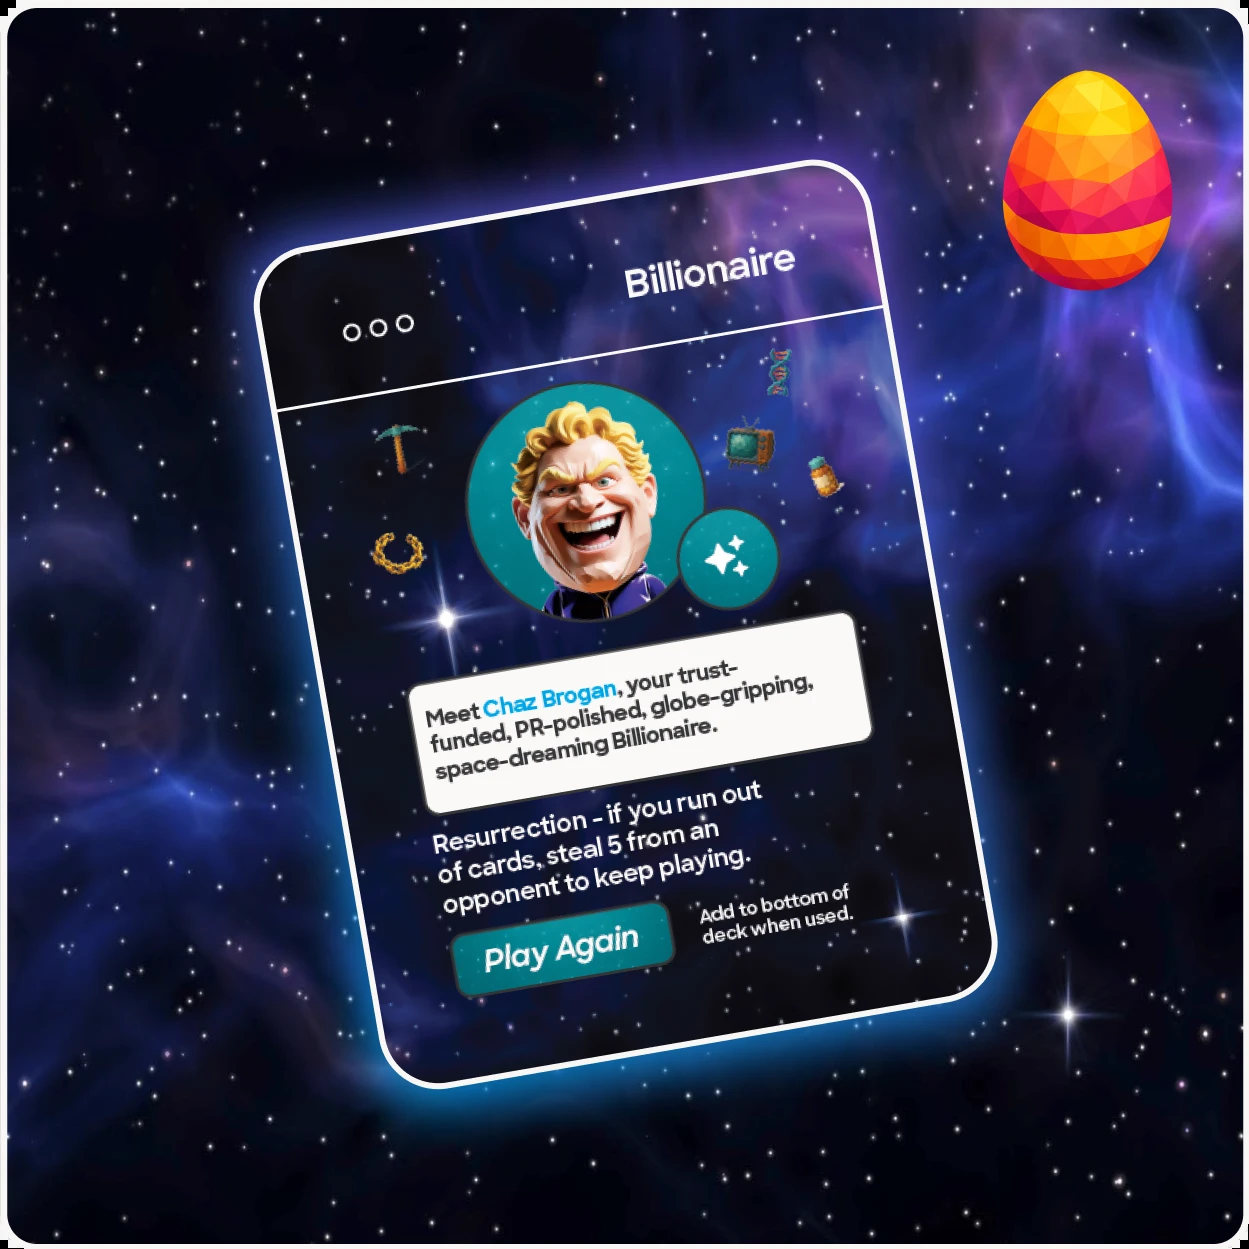 Billionaire
Meet Chaz Brogan, your trust-
funded, PR-polished, globe-gripping,
space-dreaming Billionaire.
Resurrection - if you run out
of cards, steal 5 from an
opponent to keep playing.
Play Again
Add to bottom of
deck when used.